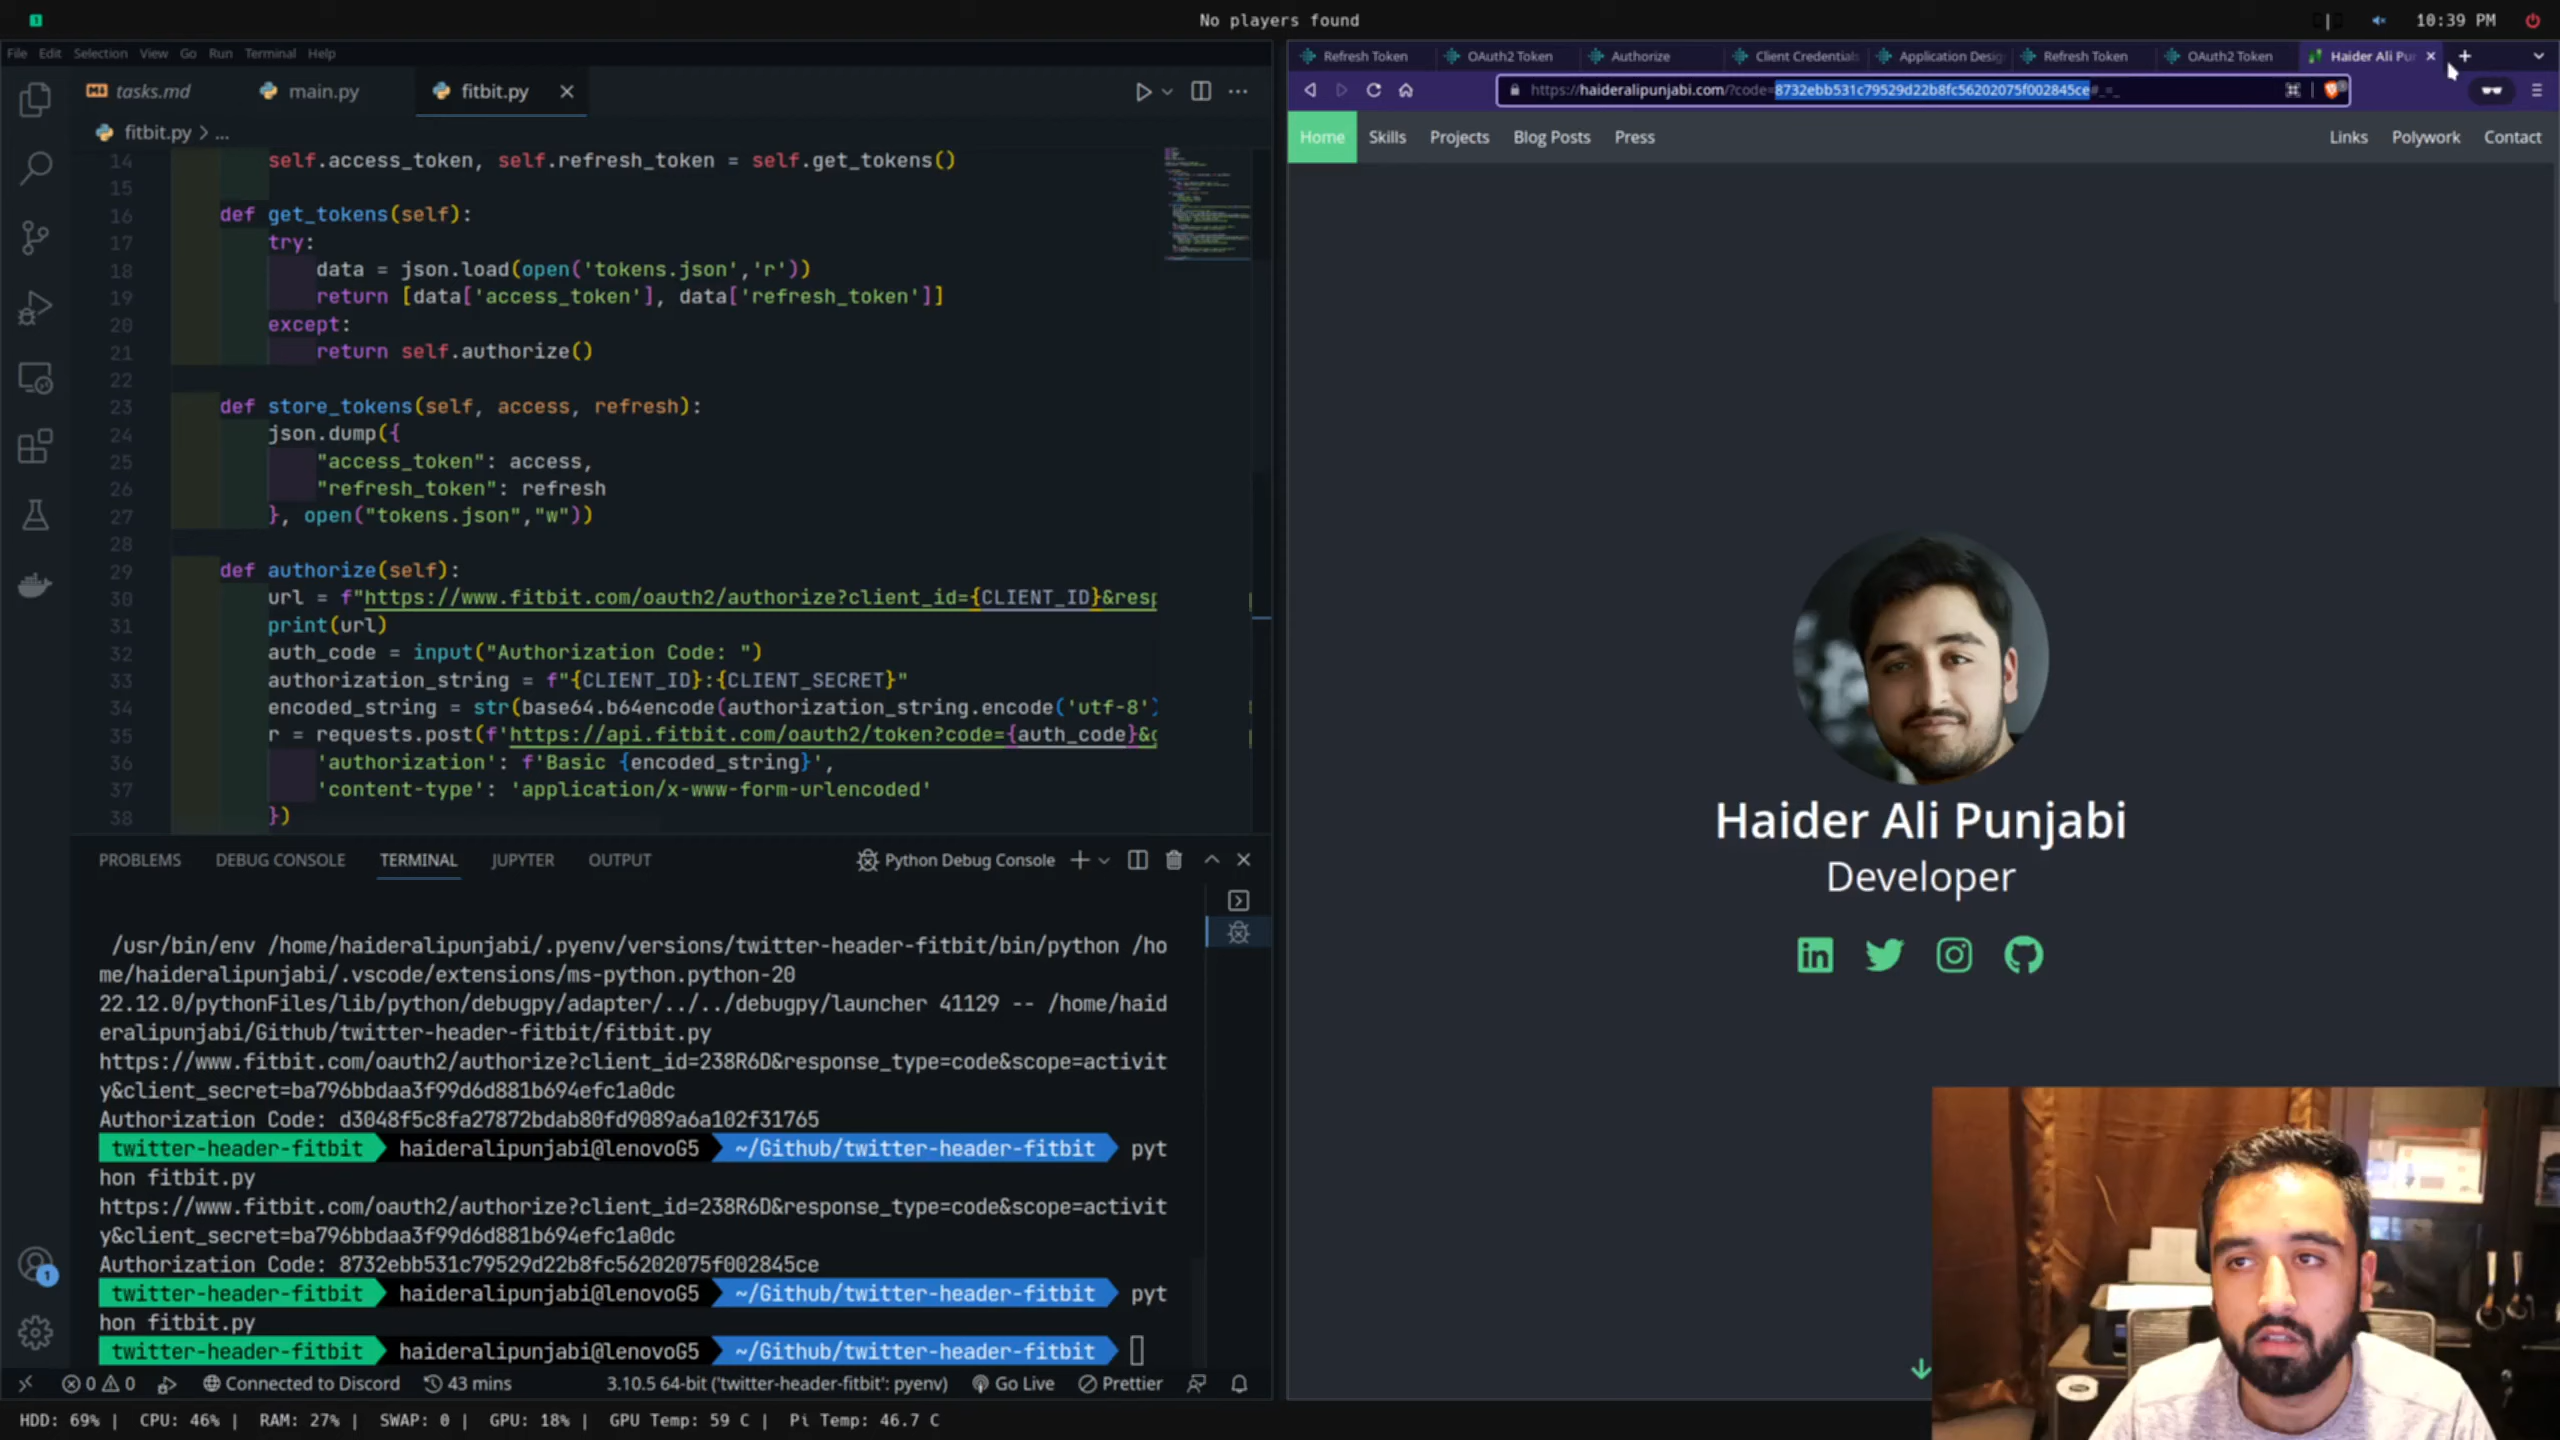 No players found
10:39 PM
File Edit Selection View Go Run Terminal Help
tasks.md
main.py
fitbit.py
fitbit.py > ...
14 self.access_token, self.refresh_token = self.get_tokens()
15
16 def get_tokens(self):
17 try:
18 data = json.load(open('tokens.json','r'))
19 return [data['access_token'], data['refresh_token']]
20 except:
21 return self.authorize()
22
23 def store_tokens(self, access, refresh):
24 json.dump({
25 "access_token": access,
26 "refresh_token": refresh
27 }, open("tokens.json","w"))
28
29 def authorize(self):
30 url = f"https://www.fitbit.com/oauth2/authorize?client_id={CLIENT_ID}&resp
31 print(url)
32 auth_code = input("Authorization Code: ")
33 authorization_string = f"{CLIENT_ID}:{CLIENT_SECRET}"
34 encoded_string = str(base64.b64encode(authorization_string.encode('utf-8')
35 r = requests.post(f'https://api.fitbit.com/oauth2/token?code={auth_code}&g
36 'authorization': f'Basic {encoded_string}',
37 'content-type': 'application/x-www-form-urlencoded'
38 })
PROBLEMS DEBUG CONSOLE TERMINAL JUPYTER OUTPUT
Python Debug Console
/usr/bin/env /home/haideralipunjabi/.pyenv/versions/twitter-header-fitbit/bin/python /ho
me/haideralipunjabi/.vscode/extensions/ms-python.python-20
22.12.0/pythonFiles/lib/python/debugpy/adapter/../../debugpy/launcher 41129 -- /home/haid
eralipunjabi/Github/twitter-header-fitbit/fitbit.py
https://www.fitbit.com/oauth2/authorize?client_id=238R6D&response_type=code&scope=activit
y&client_secret=ba796bbdaa3f99d6d881b694efc1a0dc
Authorization Code: d3048f5c8fa27872bdab80fd9089a6a102f31765
twitter-header-fitbit haideralipunjabi@lenovoG5 ~/Github/twitter-header-fitbit pyt
hon fitbit.py
https://www.fitbit.com/oauth2/authorize?client_id=238R6D&response_type=code&scope=activit
y&client_secret=ba796bbdaa3f99d6d881b694efc1a0dc
Authorization Code: 8732ebb531c79529d22b8fc56202075f002845ce
twitter-header-fitbit haideralipunjabi@lenovoG5 ~/Github/twitter-header-fitbit pyt
hon fitbit.py
twitter-header-fitbit haideralipunjabi@lenovoG5 ~/Github/twitter-header-fitbit
1
0 0 Connected to Discord 43 mins 3.10.5 64-bit ('twitter-header-fitbit': pyenv) Go Live Prettier
HDD: 69% | CPU: 46% | RAM: 27% | SWAP: 0 | GPU: 18% | GPU Temp: 59 C | Pi Temp: 46.7 C
Refresh Token OAuth2 Token Authorize Client Credentials Application Desig Refresh Token OAuth2 Token Haider Ali Pu
https://haideralipunjabi.com/?code=8732ebb531c79529d22b8fc56202075f002845ce#_=_
Home Skills Projects Blog Posts Press Links Polywork Contact
Haider Ali Punjabi
Developer
in